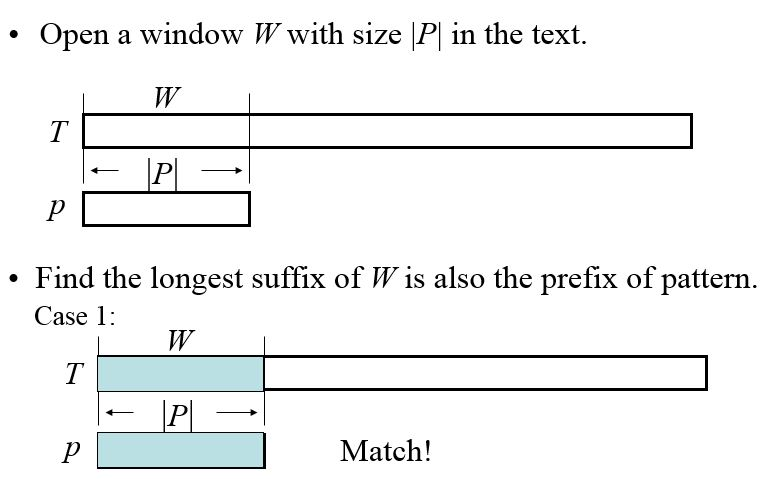 • Open a window W with size |P| in the text.
W
T
|P|
p
• Find the longest suffix of W is also the prefix of pattern.
Case 1:
W
T
|P|
p Match!